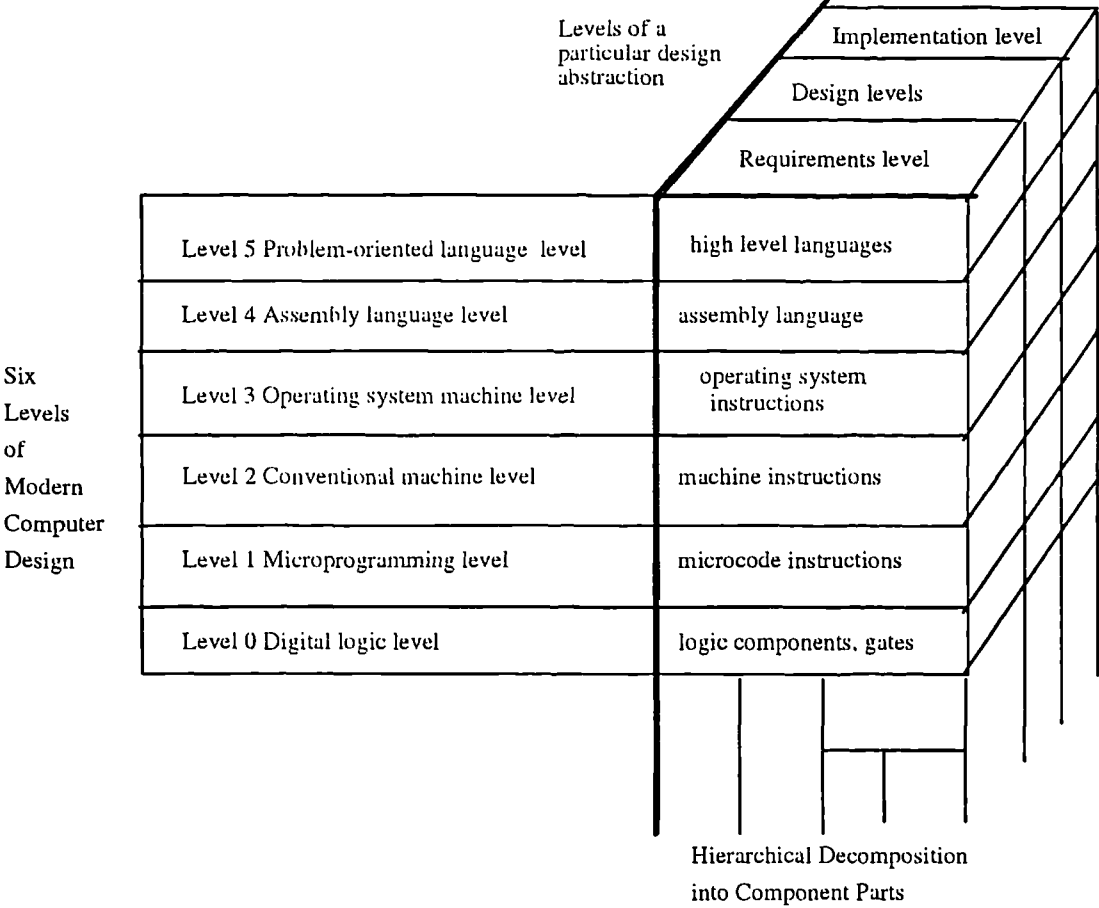 Levels of a
particular design
abstraction
Implementation level
Design levels
Requirements level
Level 5 Problem-oriented language level
high level languages
Level 4 Assembly language level
assembly language
Level 3 Operating system machine level
operating system
instructions
Level 2 Conventional machine level
machine instructions
Level 1 Microprogramming level
microcode instructions
Level 0 Digital logic level
logic components, gates
Six
Levels
of
Modern
Computer
Design
Hierarchical Decomposition
into Component Parts